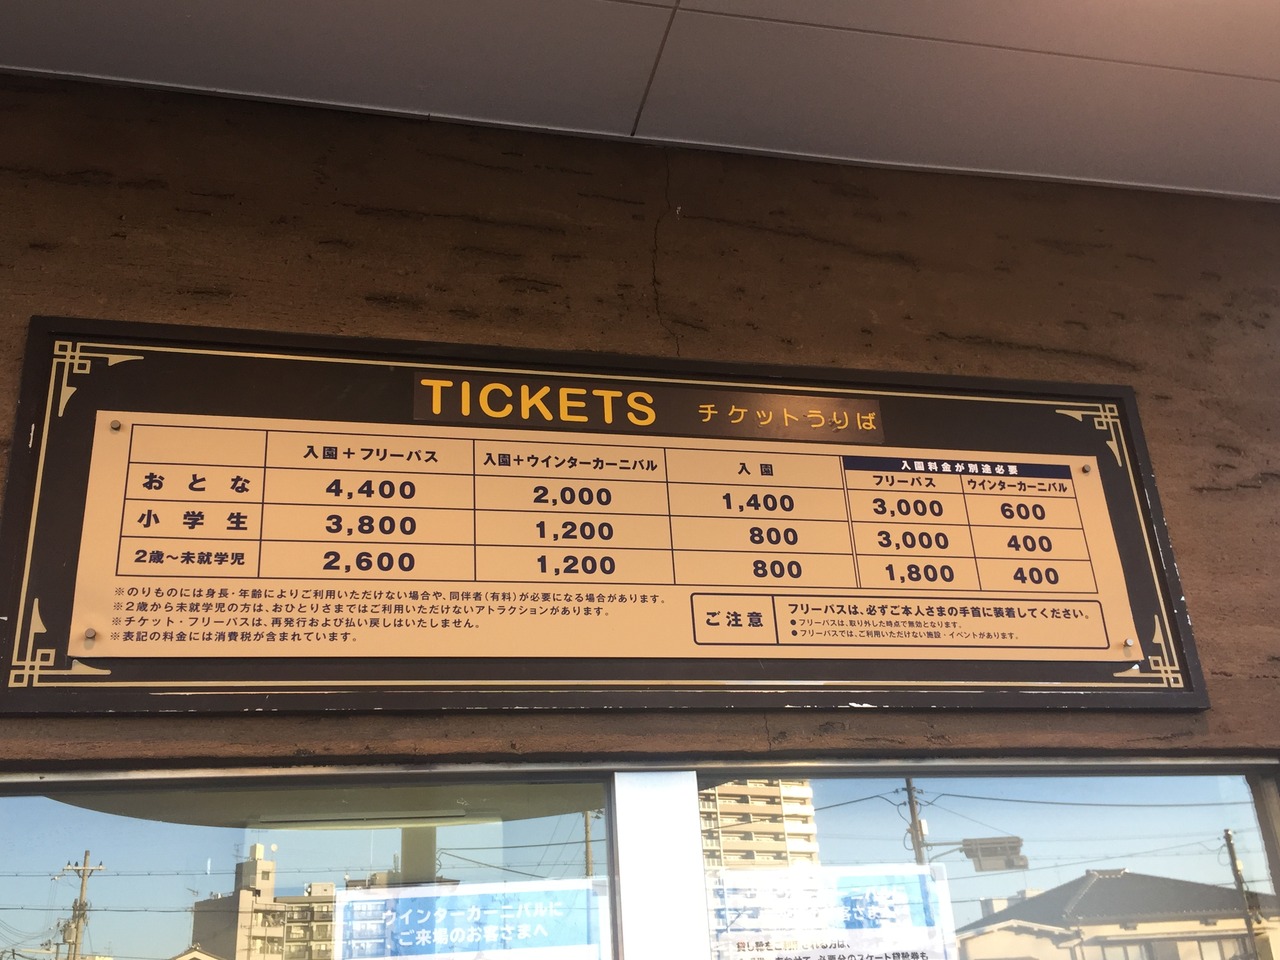 TICKETS チケットうりば
入園＋フリーパス 入園＋ウインターカーニバル 入園 入園料金が別途必要
フリーパス ウインターカーニバル
おとな 4,400 2,000 1,400 3,000 600
小学生 3,800 1,200 800 3,000 400
2歳～未就学児 2,600 1,200 800 1,800 400
※のりものには身長・年齢によりご利用いただけない場合や、同伴者(有料)が必要になる場合があります。
※2歳から未就学児の方は、おひとりさまではご利用いただけないアトラクションがあります。
※チケット・フリーパスは、再発行および払い戻しはいたしません。
※表記の料金には消費税が含まれています。
ご注意
フリーパスは、必ずご本人さまの手首に装着してください。
●フリーパスは、取り外した時点で無効となります。
●フリーパスでは、ご利用いただけない施設・イベントがあります。
ウインターカーニバルに
ご来場のお客さまへ